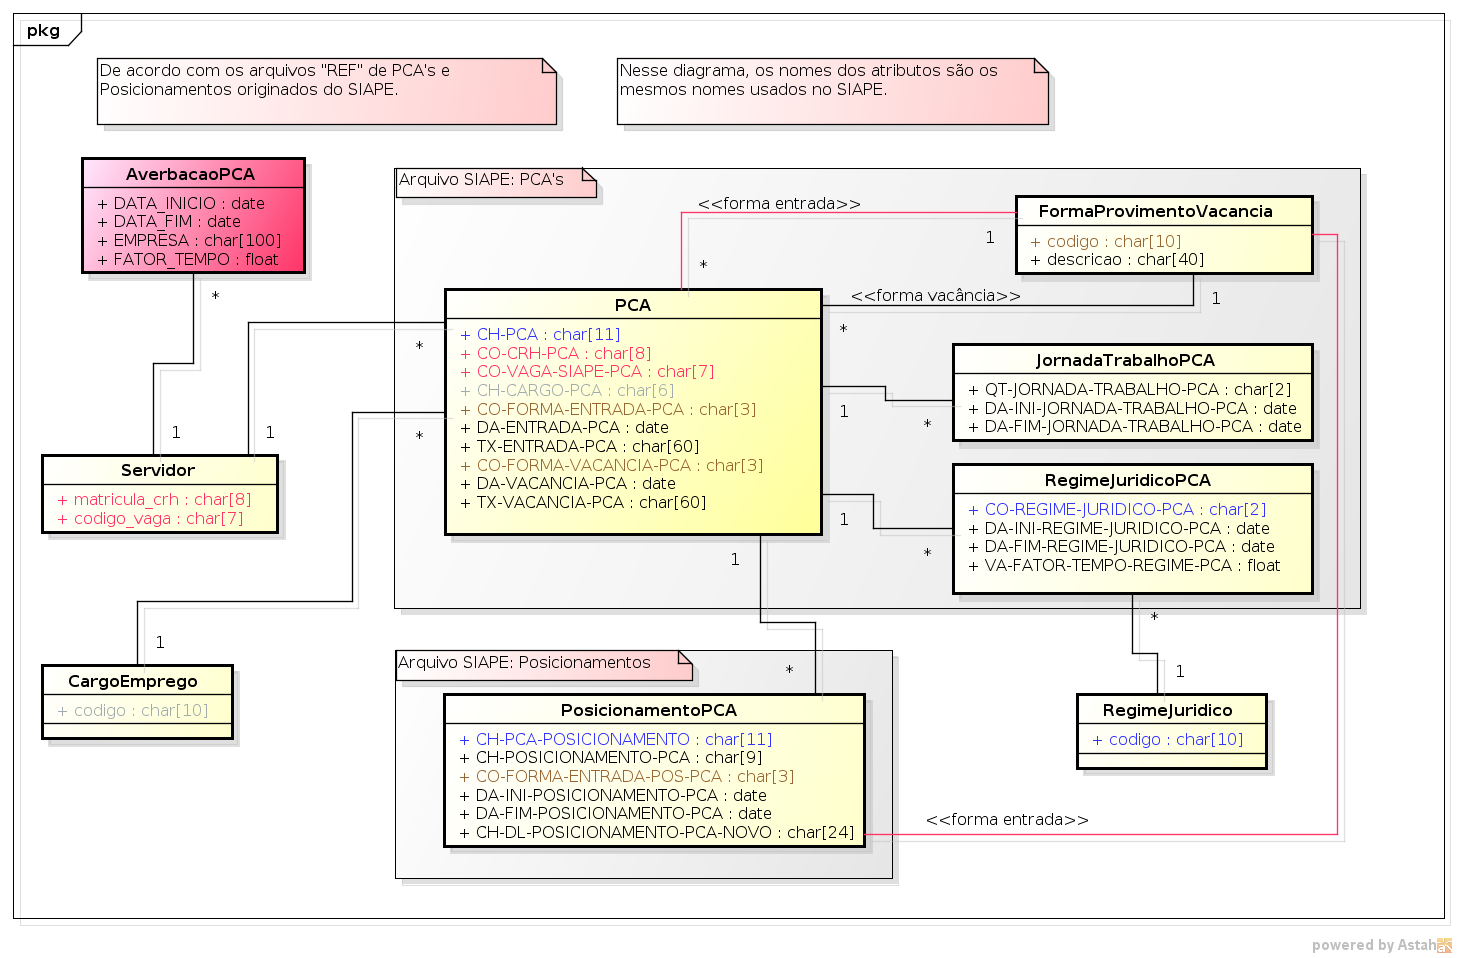 pkg
De acordo com os arquivos "REF" de PCA's e
Posicionamentos originados do SIAPE.
Nesse diagrama, os nomes dos atributos são os
mesmos nomes usados no SIAPE.
AverbacaoPCA
+ DATA_INICIO : date
+ DATA_FIM : date
+ EMPRESA : char[100]
+ FATOR_TEMPO : float
*
1
Arquivo SIAPE: PCA's
<<forma entrada>>
1
*
FormaProvimentoVacancia
+ codigo : char[10]
+ descricao : char[40]
<<forma vacância>>
1
*
PCA
+ CH-PCA : char[11]
+ CO-CRH-PCA : char[8]
+ CO-VAGA-SIAPE-PCA : char[7]
+ CH-CARGO-PCA : char[6]
+ CO-FORMA-ENTRADA-PCA : char[3]
+ DA-ENTRADA-PCA : date
+ TX-ENTRADA-PCA : char[60]
+ CO-FORMA-VACANCIA-PCA : char[3]
+ DA-VACANCIA-PCA : date
+ TX-VACANCIA-PCA : char[60]
*
1
*
1
JornadaTrabalhoPCA
+ QT-JORNADA-TRABALHO-PCA : char[2]
+ DA-INI-JORNADA-TRABALHO-PCA : date
+ DA-FIM-JORNADA-TRABALHO-PCA : date
1
*
Servidor
+ matricula_crh : char[8]
+ codigo_vaga : char[7]
RegimeJuridicoPCA
+ CO-REGIME-JURIDICO-PCA : char[2]
+ DA-INI-REGIME-JURIDICO-PCA : date
+ DA-FIM-REGIME-JURIDICO-PCA : date
+ VA-FATOR-TEMPO-REGIME-PCA : float
1
*
1
*
*
1
CargoEmprego
+ codigo : char[10]
Arquivo SIAPE: Posicionamentos
PosicionamentoPCA
+ CH-PCA-POSICIONAMENTO : char[11]
+ CH-POSICIONAMENTO-PCA : char[9]
+ CO-FORMA-ENTRADA-POS-PCA : char[3]
+ DA-INI-POSICIONAMENTO-PCA : date
+ DA-FIM-POSICIONAMENTO-PCA : date
+ CH-DL-POSICIONAMENTO-PCA-NOVO : char[24]
RegimeJuridico
+ codigo : char[10]
<<forma entrada>>
powered by Astah